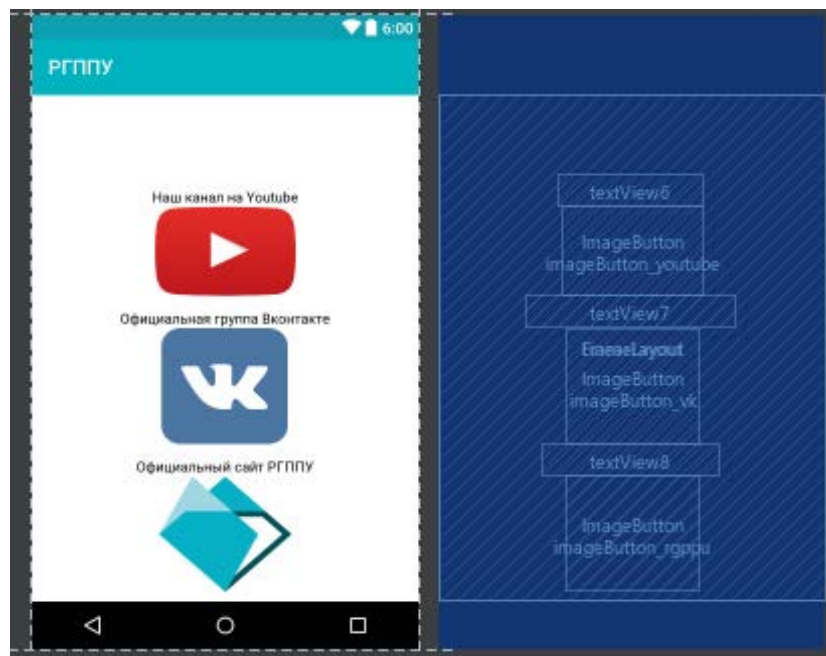 6:00
РГППУ
Наш канал на Youtube
Официальная группа Вконтакте
Официальный сайт РГППУ
textView6
ImageButton
imageButton_youtube
textView7
ImageButton
imageButton_vk
textView8
ImageButton
imageButton_rgppu